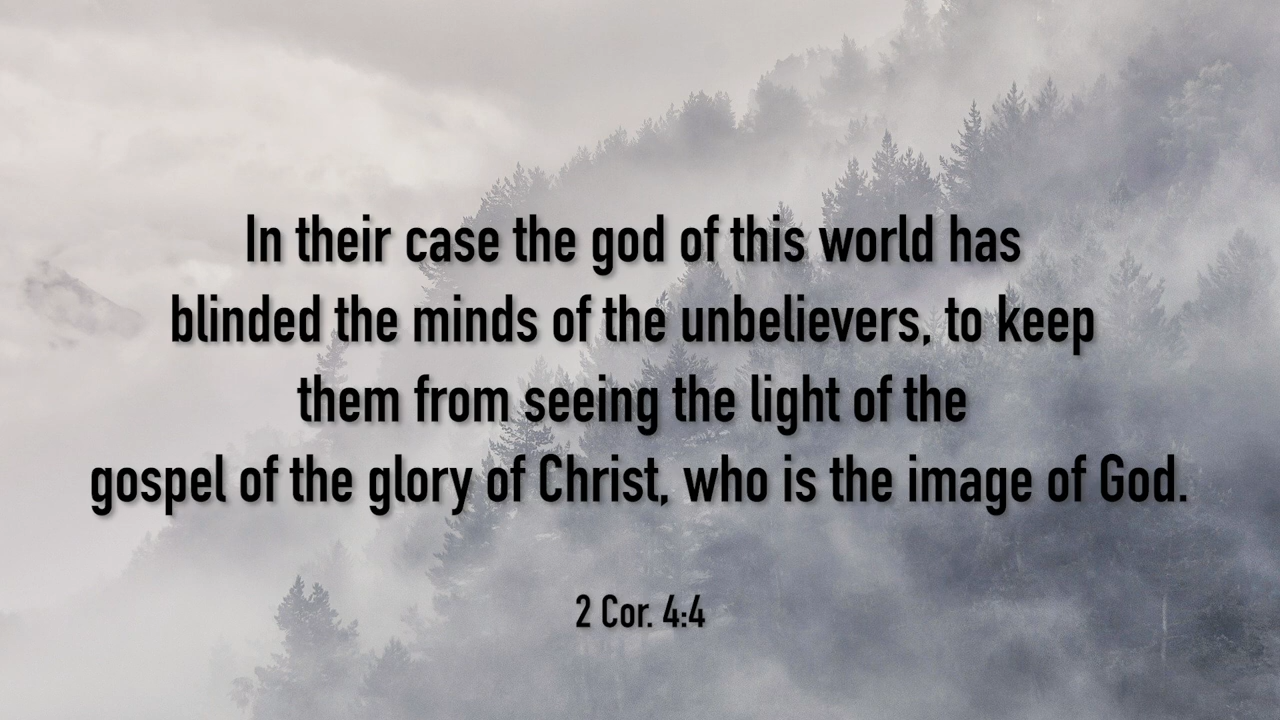 In their case the god of this world has
blinded the minds of the unbelievers, to keep
them from seeing the light of the
gospel of the glory of Christ, who is the image of God.
2 Cor. 4:4